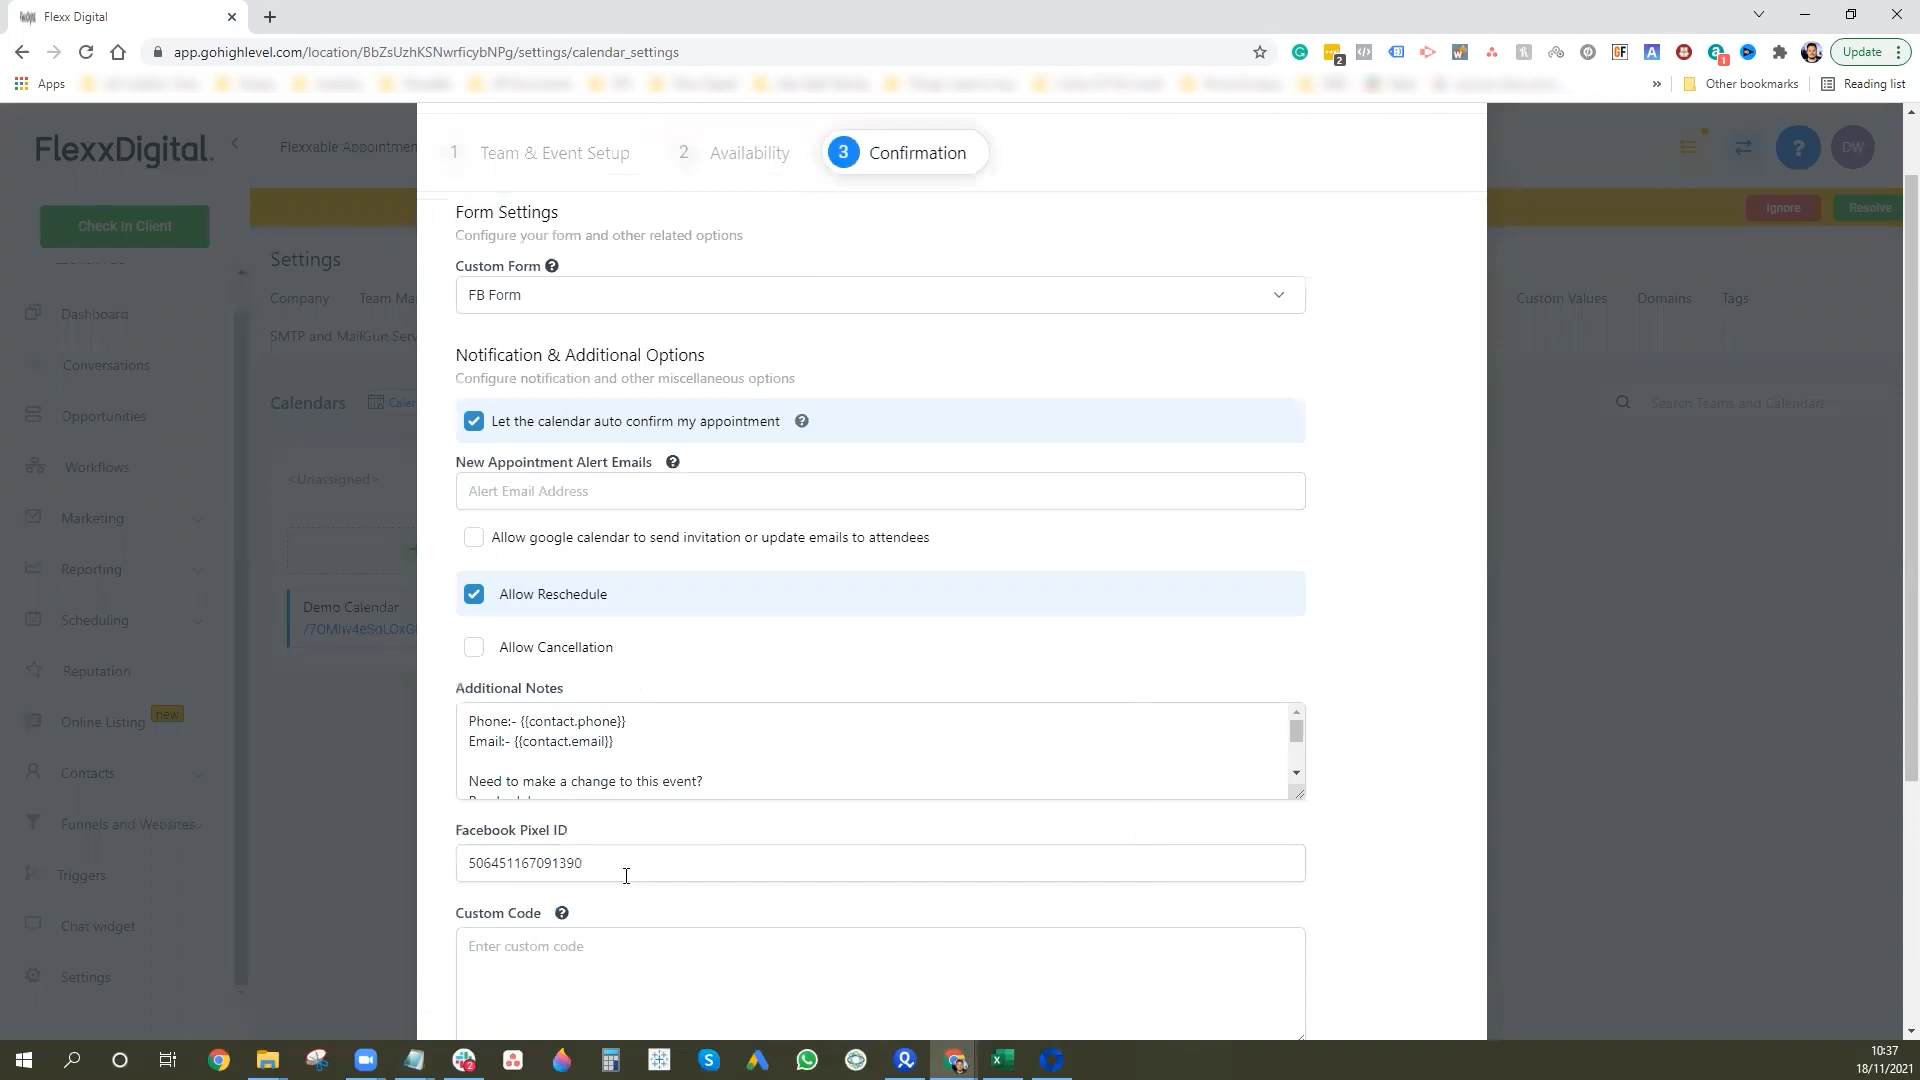 Flexx Digital
app.gohighlevel.com/location/BbZsUzhKSNwrficybNPg/settings/calendar_settings
Update
Apps
Other bookmarks
Reading list
FlexxDigital.
Flexxable Appointmen
1 Team & Event Setup
2 Availability
3 Confirmation
DW
Check In Client
Ignore
Resolve
Settings
Company
Team Ma
Custom Values
Domains
Tags
SMTP and MailGun Serv
Dashboard
Conversations
Opportunities
Workflows
Marketing
Reporting
Scheduling
Reputation
Online Listing new
Contacts
Funnels and Websites
Triggers
Chat widget
Settings
Calendars
Calen
Search Teams and Calendars
<Unassigned>
Demo Calendar
Form Settings
Configure your form and other related options
Custom Form
FB Form
Notification & Additional Options
Configure notification and other miscellaneous options
Let the calendar auto confirm my appointment
New Appointment Alert Emails
Alert Email Address
Allow google calendar to send invitation or update emails to attendees
Allow Reschedule
Allow Cancellation
Additional Notes
Phone:- {{contact.phone}}
Email:- {{contact.email}}
Need to make a change to this event?
Facebook Pixel ID
506451167091390
Custom Code
Enter custom code
10:37
18/11/2021